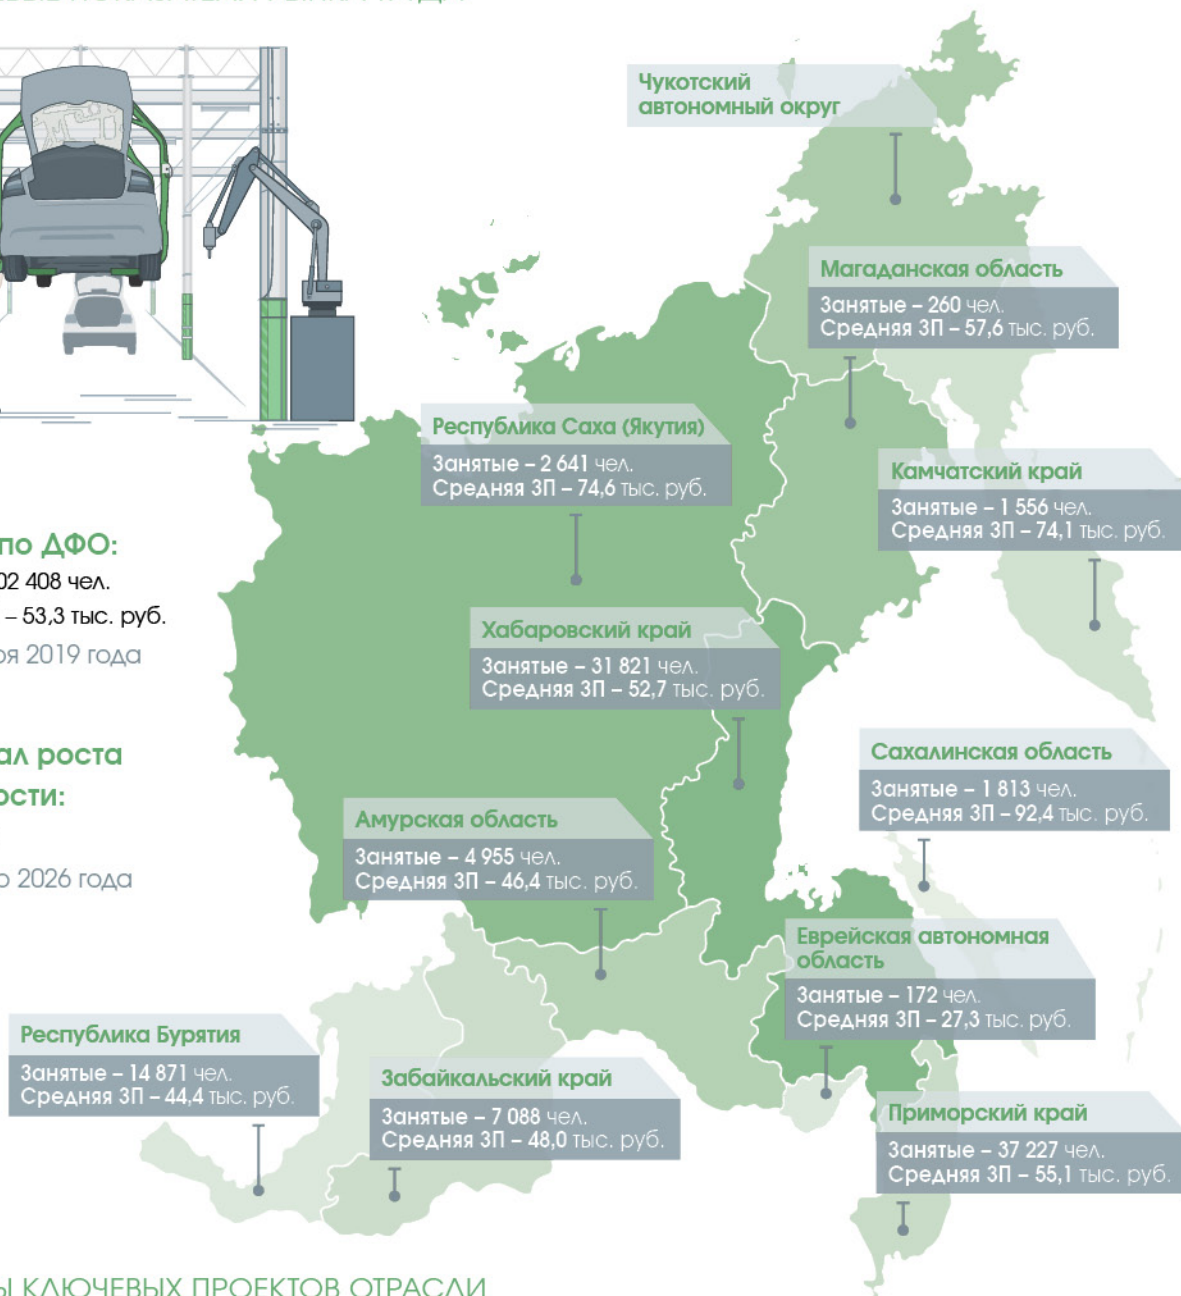 Чукотский
автономный округ
Магаданская область
Занятые – 260 чел.
Средняя ЗП – 57,6 тыс. руб.
Республика Саха (Якутия)
Занятые – 2 641 чел.
Средняя ЗП – 74,6 тыс. руб.
Камчатский край
Занятые – 1 556 чел.
Средняя ЗП – 74,1 тыс. руб.
по ДФО:
02 408 чел.
– 53,3 тыс. руб.
2019 года
Хабаровский край
Занятые – 31 821 чел.
Средняя ЗП – 52,7 тыс. руб.
роста
Сахалинская область
Занятые – 1 813 чел.
Средняя ЗП – 92,4 тыс. руб.
Амурская область
Занятые – 4 955 чел.
Средняя ЗП – 46,4 тыс. руб.
2026 года
Еврейская автономная
область
Занятые – 172 чел.
Средняя ЗП – 27,3 тыс. руб.
Республика Бурятия
Занятые – 14 871 чел.
Средняя ЗП – 44,4 тыс. руб.
Забайкальский край
Занятые – 7 088 чел.
Средняя ЗП – 48,0 тыс. руб.
Приморский край
Занятые – 37 227 чел.
Средняя ЗП – 55,1 тыс. руб.
КЛЮЧЕВЫХ ПРОЕКТОВ ОТРАСЛИ